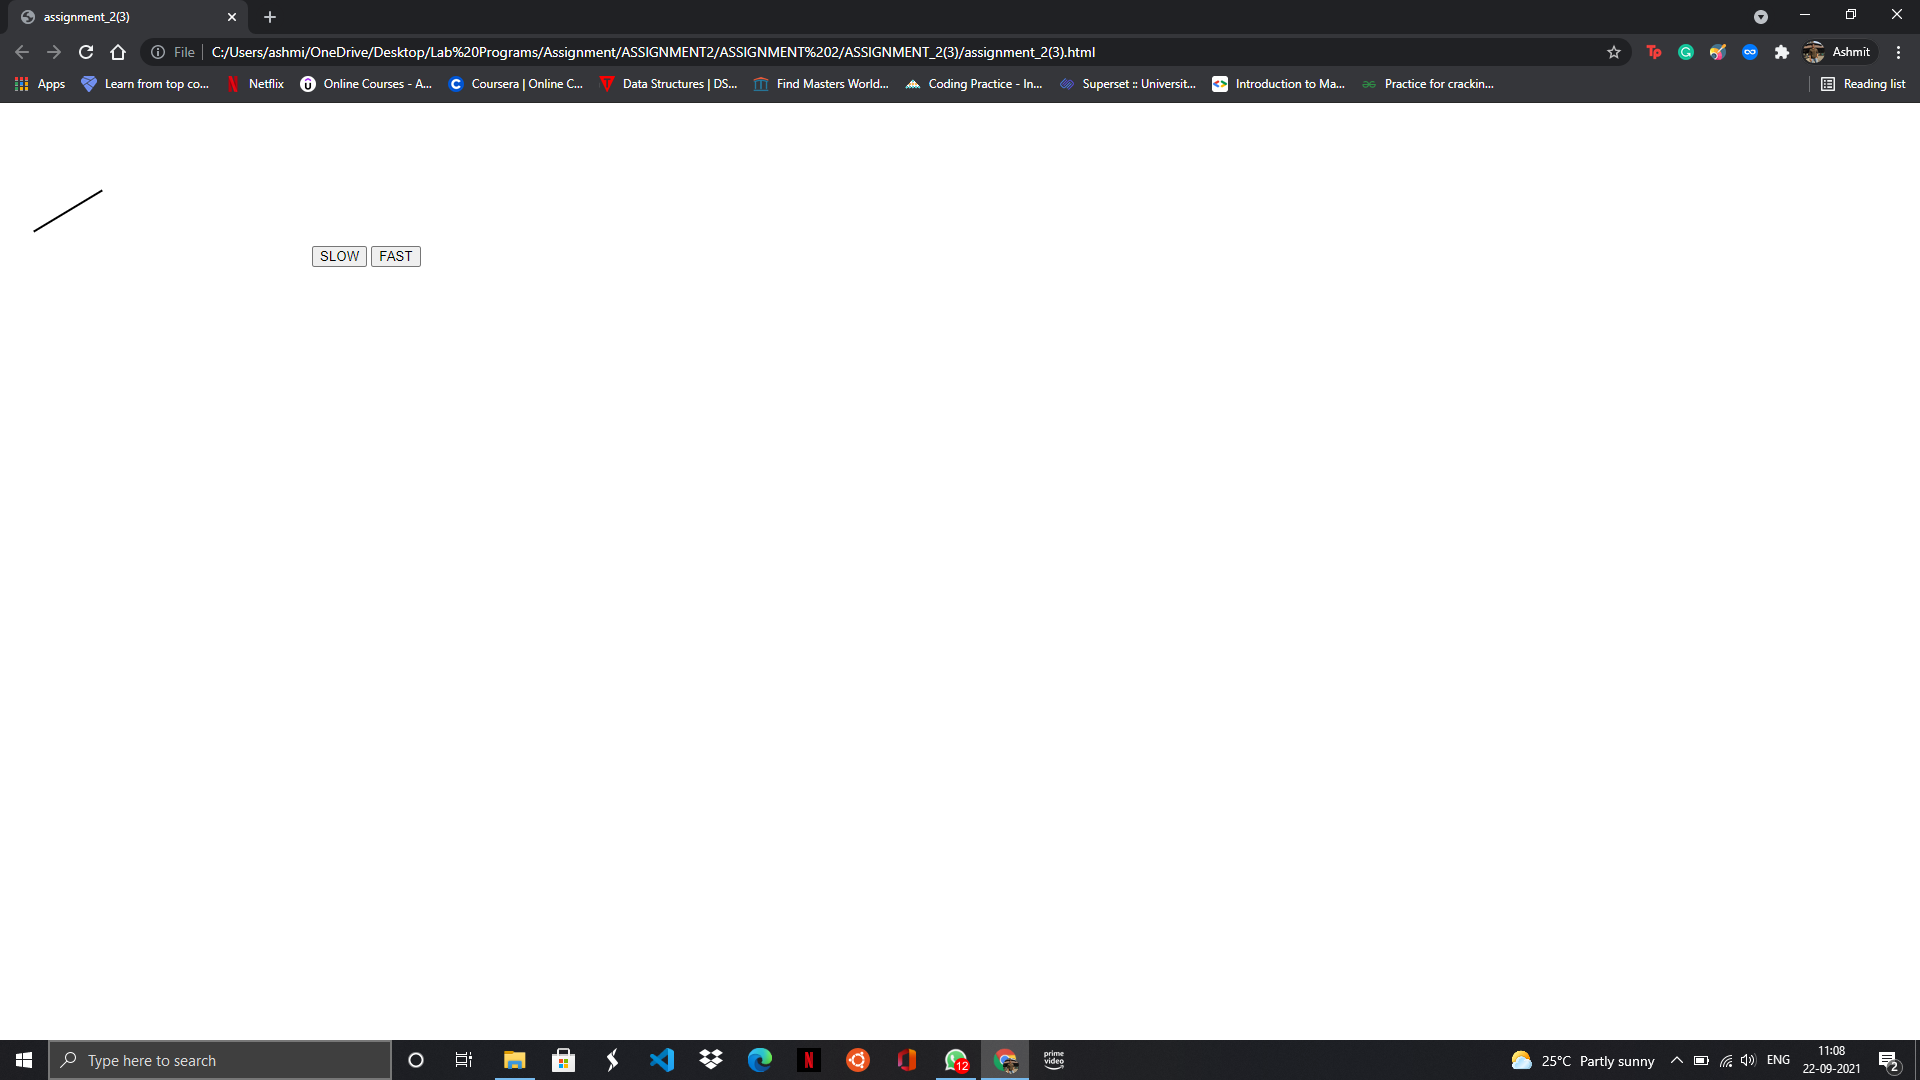 assignment_2(3)
File
C:/Users/ashmi/OneDrive/Desktop/Lab%20Programs/Assignment/ASSIGNMENT2/ASSIGNMENT%202/ASSIGNMENT_2(3)/assignment_2(3).html
Tp
Ashmit
Apps
Learn from top co...
Netflix
Online Courses - A...
Coursera | Online C...
Data Structures | DS...
Find Masters World...
Coding Practice - In...
Superset :: Universit...
Introduction to Ma...
Practice for crackin...
Reading list
SLOW FAST
Type here to search
12
prime
video
25°C Partly sunny
ENG
11:08
22-09-2021
2